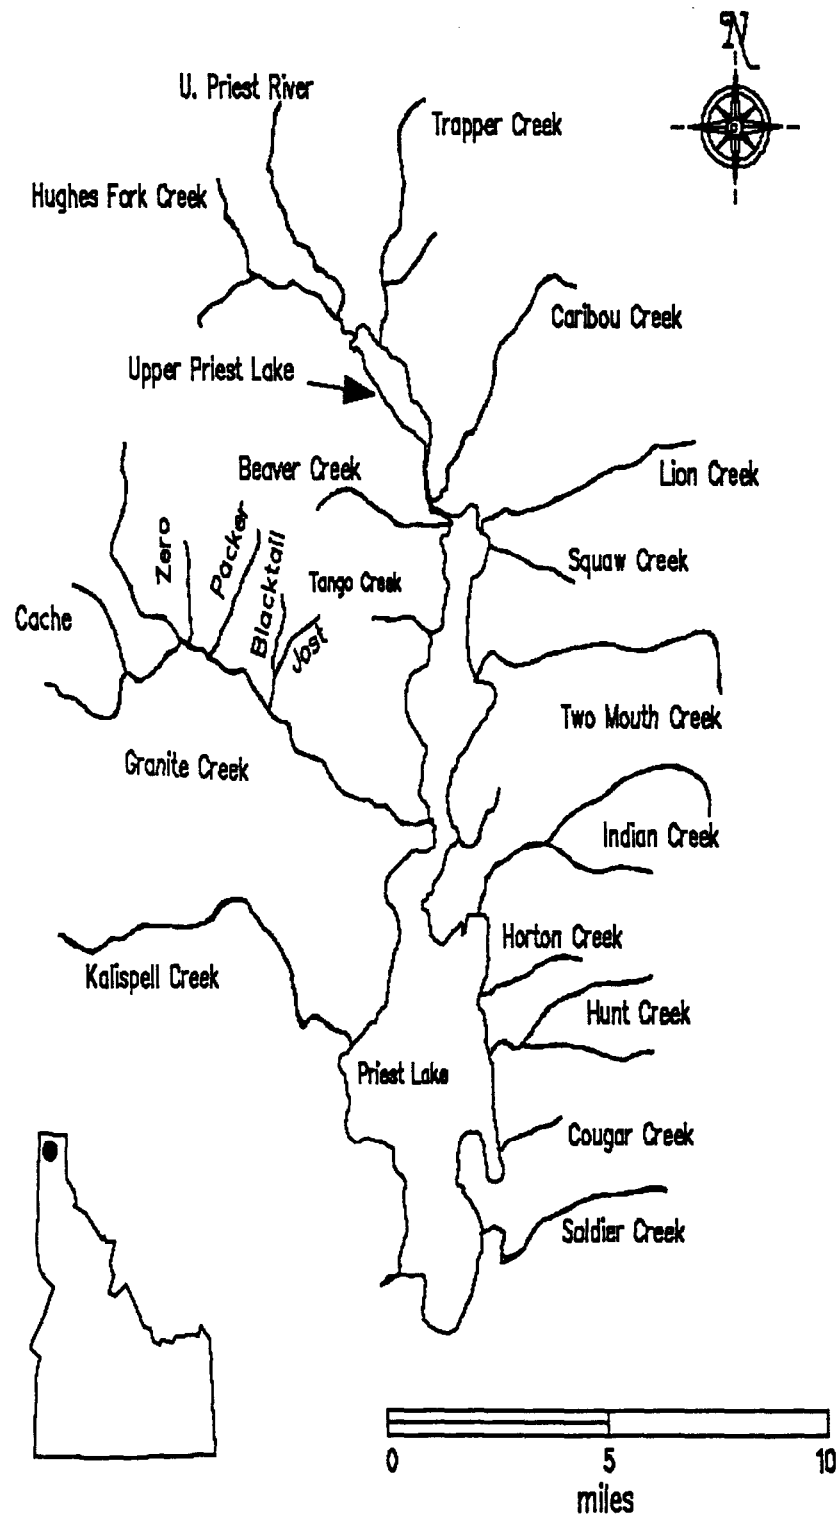 N
U. Priest River
Trapper Creek
Hughes Fork Creek
Caribou Creek
Upper Priest Lake
Beaver Creek
Lion Creek
Zero
Packer
Blacktail
Squaw Creek
Tango Creek
Cache
Jost
Two Mouth Creek
Granite Creek
Indian Creek
Horton Creek
Kalispell Creek
Hunt Creek
Priest Lake
Cougar Creek
Soldier Creek
0 5 10
miles